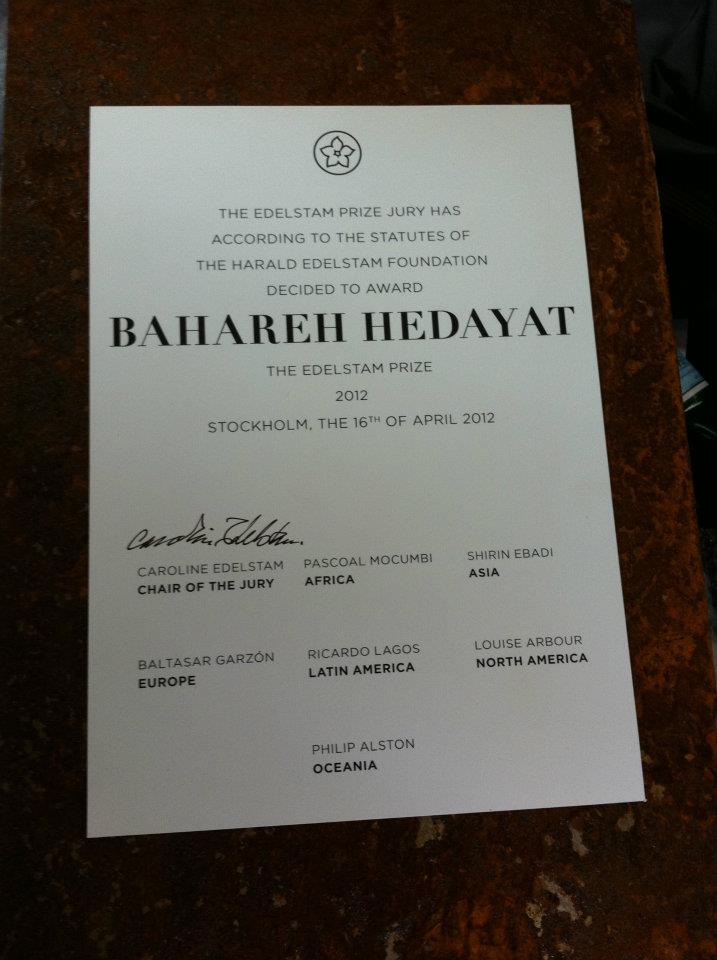 THE EDELSTAM PRIZE JURY HAS
ACCORDING TO THE STATUTES OF
THE HARALD EDELSTAM FOUNDATION
DECIDED TO AWARD
BAHAREH HEDAYAT
THE EDELSTAM PRIZE
2012
STOCKHOLM, THE 16TH OF APRIL 2012
Caroline Edelstam
CAROLINE EDELSTAM
CHAIR OF THE JURY
PASCOAL MOCUMBI
AFRICA
SHIRIN EBADI
ASIA
BALTASAR GARZÓN
EUROPE
RICARDO LAGOS
LATIN AMERICA
LOUISE ARBOUR
NORTH AMERICA
PHILIP ALSTON
OCEANIA